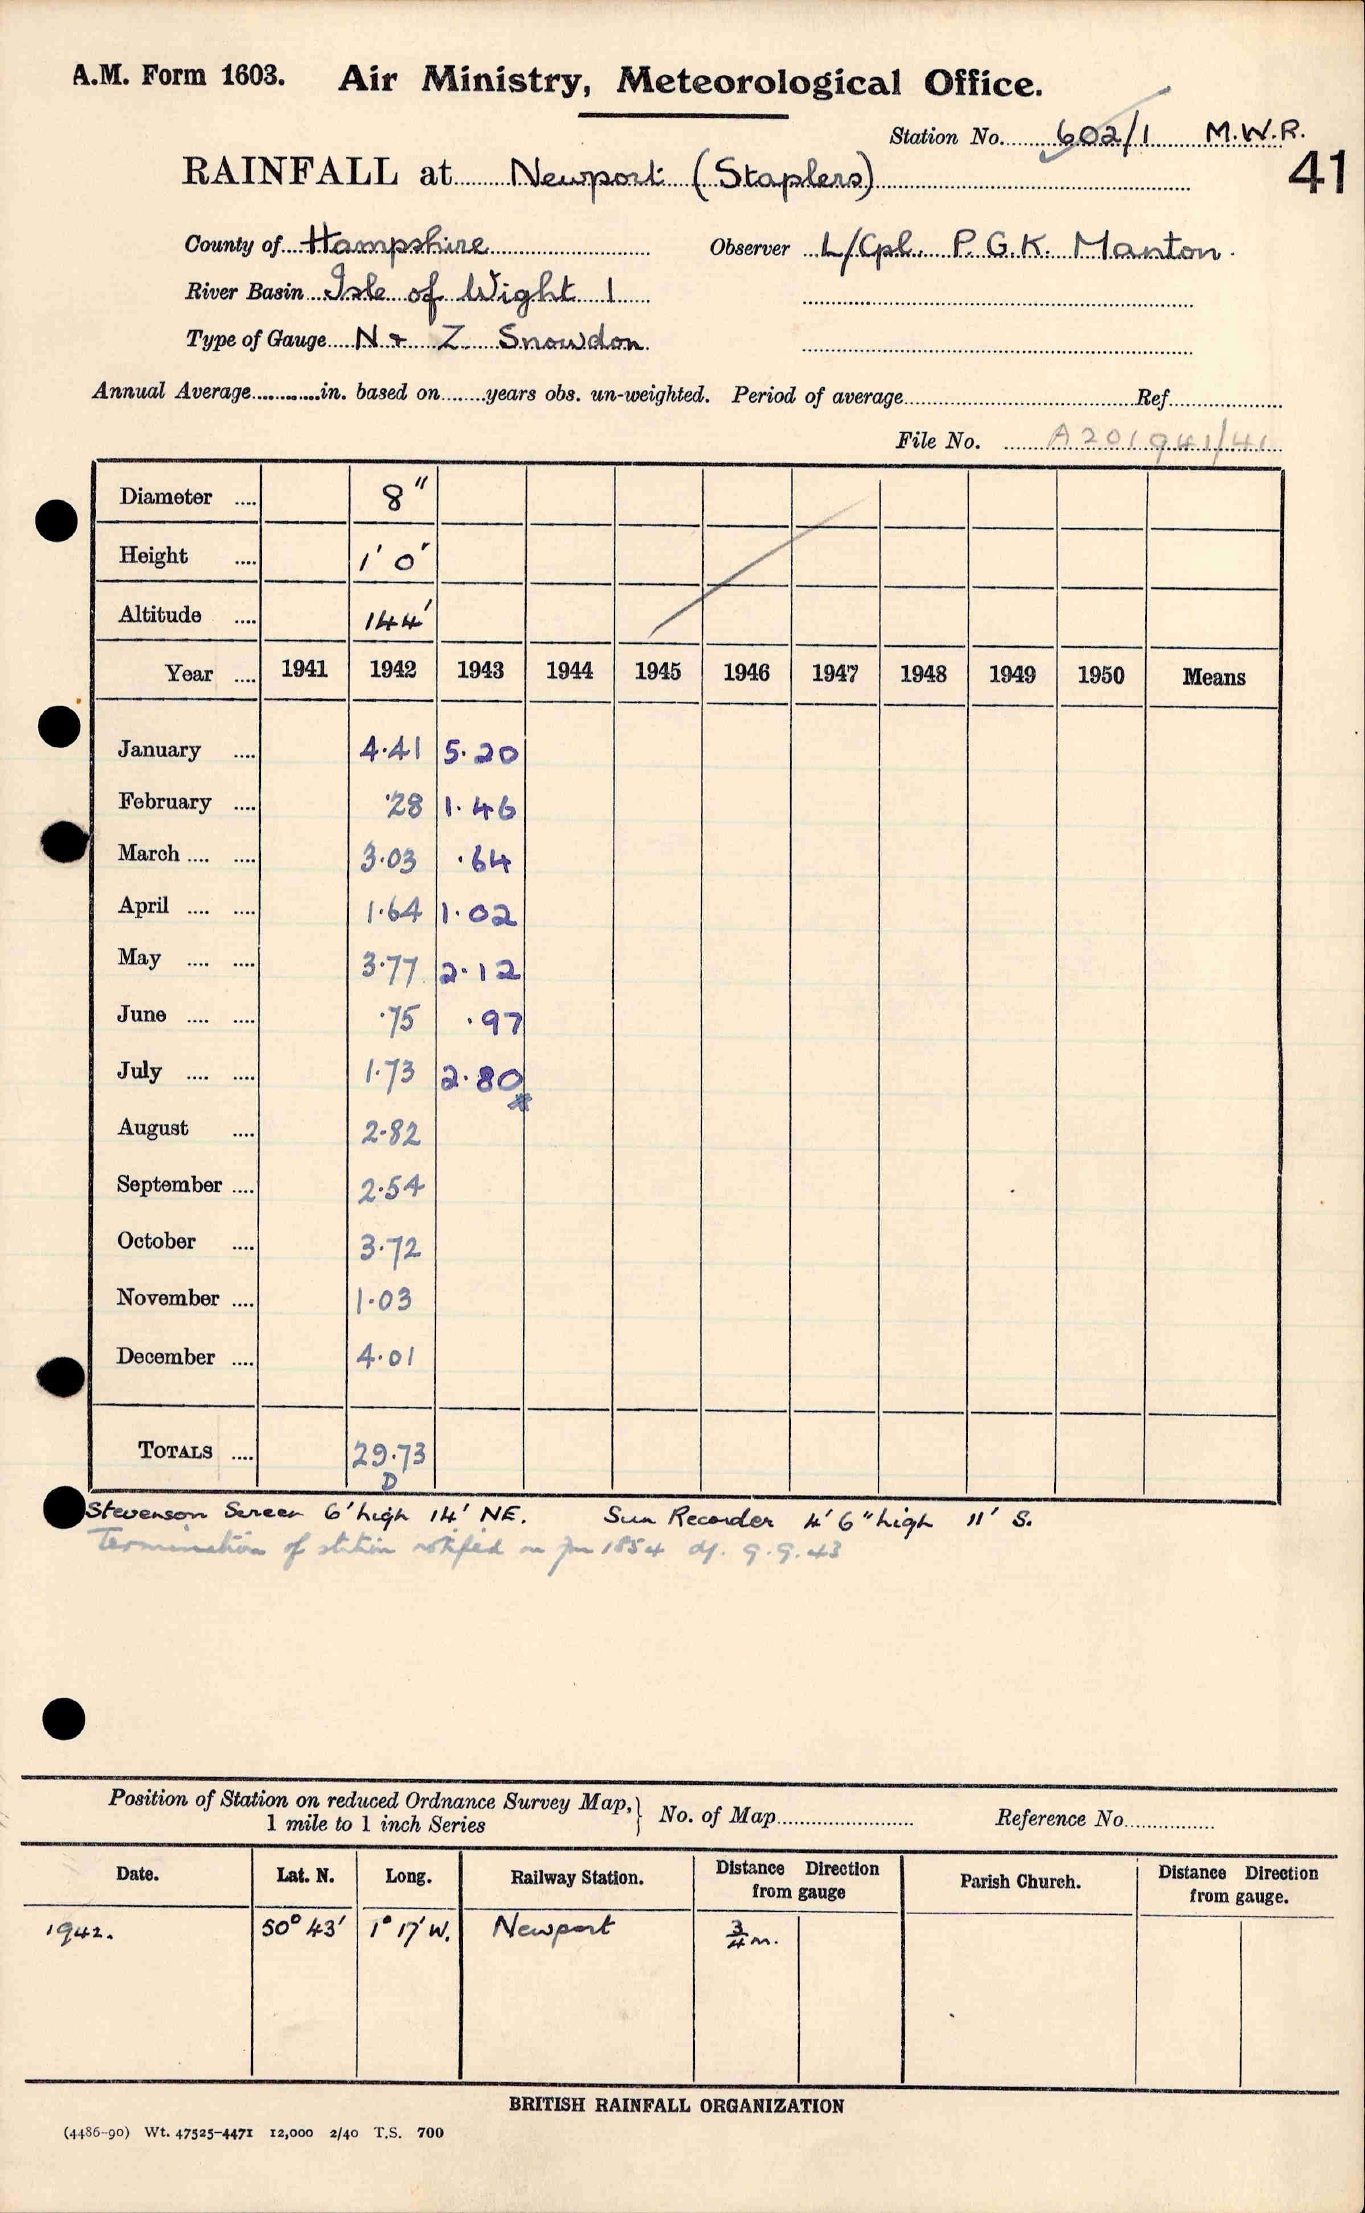 A.M. Form 1603. Air Ministry, Meteorological Office.
Station No. 602/1 M.W.R.
41
RAINFALL at Newport (Staplers)
County of Hampshire Observer L/Cpl. P.G.K. Manton.
River Basin Isle of Wight 1
Type of Gauge N & Z Snowdon
Annual Average............in. based on........years obs. un-weighted. Period of average.................... Ref....................
File No. A201941/41
Diameter .... 8"
Height .... 1' 0"
Altitude .... 144'
Year .... 1941 1942 1943 1944 1945 1946 1947 1948 1949 1950 Means
January .... 4.41 5.20
February .... .28 1.46
March .... .... 3.03 .64
April .... .... 1.64 1.02
May .... .... 3.77 2.12
June .... .... .75 .97
July .... .... 1.73 2.80
August .... 2.82
September .... 2.54
October .... 3.72
November .... 1.03
December .... 4.01
TOTALS .... 29.73
D
Stevenson Screen 6' high 14' NE. Sun Recorder 4' 6" high 11' S.
Termination of station notified on 1854 9.9.43
Position of Station on reduced Ordnance Survey Map, } No. of Map.................... Reference No................
1 mile to 1 inch Series
Date. Lat. N. Long. Railway Station. Distance Direction from gauge Parish Church. Distance Direction from gauge.
1942. 50° 43' 1° 17' W. Newport 3/4 m.
BRITISH RAINFALL ORGANIZATION
(4486-90) Wt. 47525-4471 12,000 2/40 T.S. 700